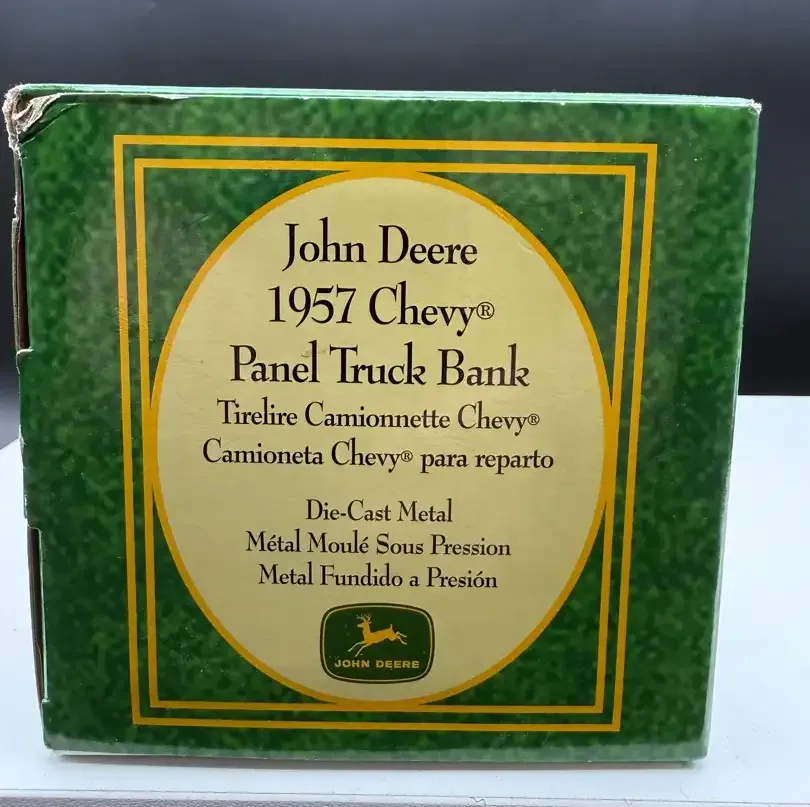 John Deere
1957 Chevy®
Panel Truck Bank
Tirelire Camionnette Chevy®
Camioneta Chevy® para reparto
Die-Cast Metal
Métal Moulé Sous Pression
Metal Fundido a Presión
JOHN DEERE